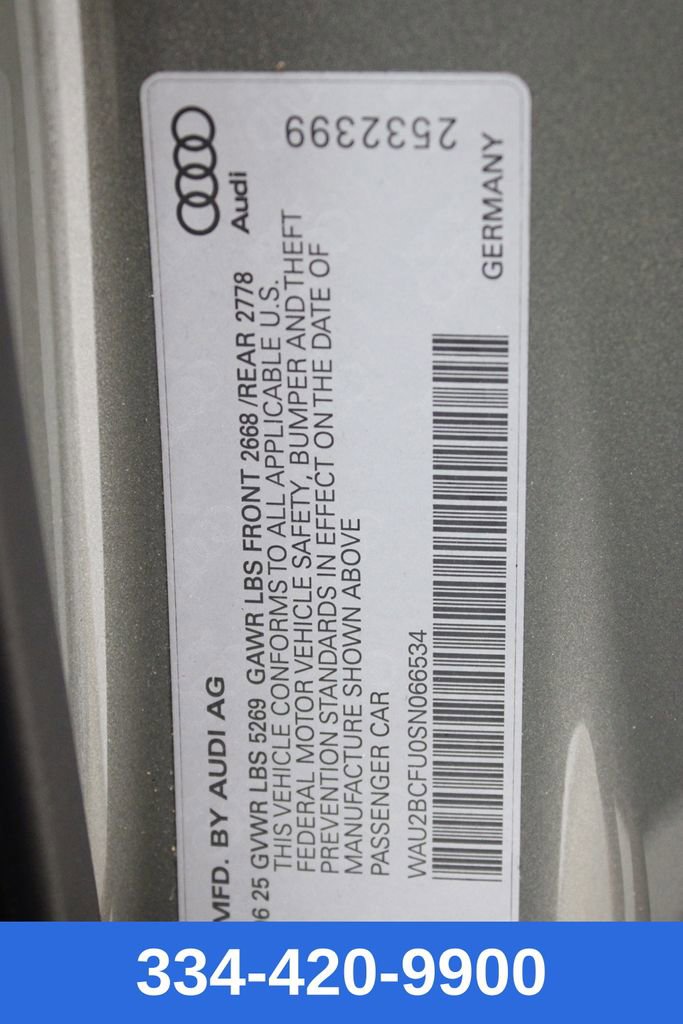 MFD. BY AUDI AG
Audi
06 25 GVWR LBS 5269 GAWR LBS FRONT 2668 /REAR 2778
THIS VEHICLE CONFORMS TO ALL APPLICABLE U.S.
FEDERAL MOTOR VEHICLE SAFETY, BUMPER AND THEFT
PREVENTION STANDARDS IN EFFECT ON THE DATE OF
MANUFACTURE SHOWN ABOVE
PASSENGER CAR
WAU2BCFU0SN066534
GERMANY
2532399
334-420-9900